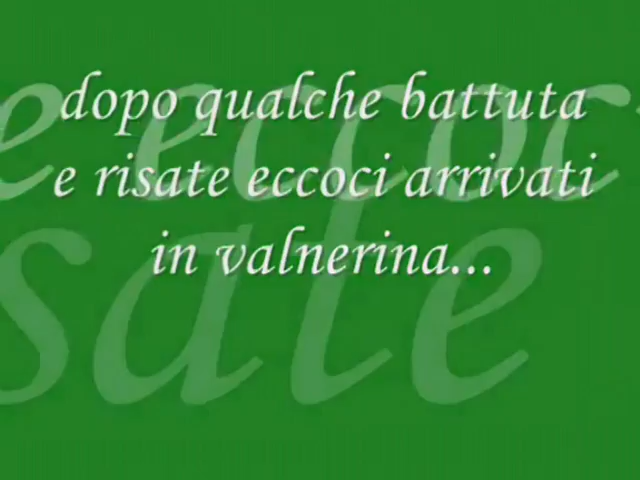 dopo qualche battuta
e risate eccoci arrivati
in valnerina...